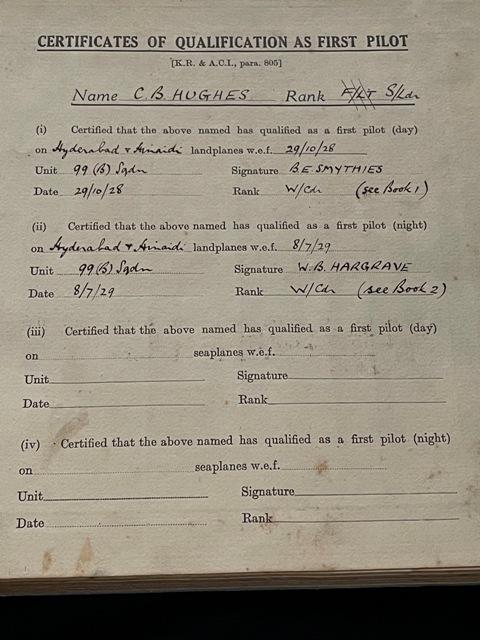 CERTIFICATES OF QUALIFICATION AS FIRST PILOT
[K.R. & A.C.I., para. 805]
Name C.B. HUGHES Rank F/LT S/Ldr
(i) Certified that the above named has qualified as a first pilot (day)
on Hyderabad & Hinaidi landplanes w.e.f. 29/10/28
Unit 99 (B) Sqdn Signature B.E. SMYTHIES
Date 29/10/28 Rank W/Cdr (see Book 1)
(ii) Certified that the above named has qualified as a first pilot (night)
on Hyderabad & Hinaidi landplanes w.e.f. 8/7/29
Unit 99 (B) Sqdn Signature W.B. HARGRAVE
Date 8/7/29 Rank W/Cdr (see Book 2)
(iii) Certified that the above named has qualified as a first pilot (day)
on seaplanes w.e.f.
Unit Signature
Date Rank
(iv) Certified that the above named has qualified as a first pilot (night)
on seaplanes w.e.f.
Unit Signature
Date Rank